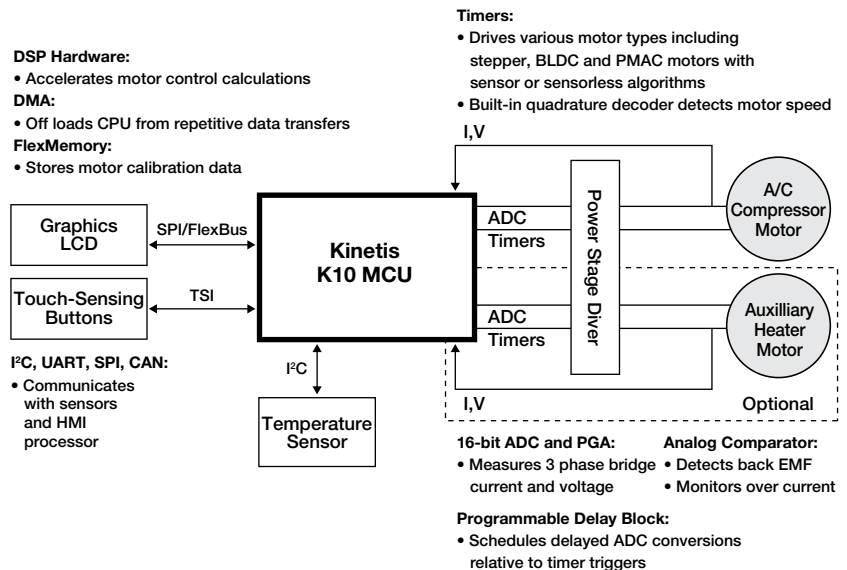 DSP Hardware:
• Accelerates motor control calculations
DMA:
• Off loads CPU from repetitive data transfers
FlexMemory:
• Stores motor calibration data
Timers:
• Drives various motor types including
stepper, BLDC and PMAC motors with
sensor or sensorless algorithms
• Built-in quadrature decoder detects motor speed
I,V
Graphics
LCD
SPI/FlexBus
Touch-Sensing
Buttons
TSI
Kinetis
K10 MCU
ADC
Timers
ADC
Timers
Power Stage Diver
A/C
Compressor
Motor
Auxilliary
Heater
Motor
I,V
Optional
I²C
Temperature
Sensor
I²C, UART, SPI, CAN:
• Communicates
with sensors
and HMI
processor
16-bit ADC and PGA:
• Measures 3 phase bridge
current and voltage
Analog Comparator:
• Detects back EMF
• Monitors over current
Programmable Delay Block:
• Schedules delayed ADC conversions
relative to timer triggers